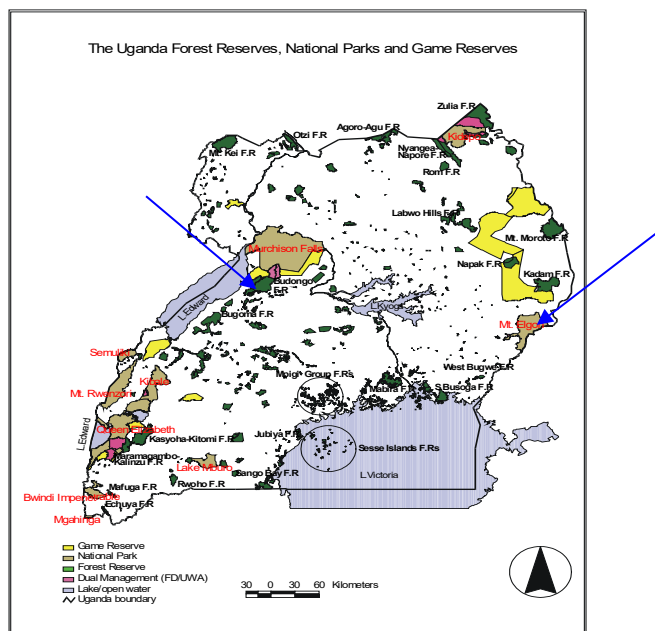 The Uganda Forest Reserves, National Parks and Game Reserves
Zulia F.R
Otzi F.R
Agoro-Agu F.R
Mt. Kei F.R
Nyangea-
Napore F.R
Rom F.R
Labwo Hills F.R
Murchison Falls
Mt. Moroto F.R
Napak F.R
Kadam F.R
Budongo
F.R
L.Edward
L.Kyoga
Bugoma F.R
Mt. Elgon
Semuliki
West Bugwe F.R
Mpigi Group F.Rs
Mt. Rwenzori
Kibale
Mabira F.R
S.Busoga F.R
Queen Elizabeth
L.Edward
Kasyoha-Kitomi F.R
Jubiya F.R
Sesse Islands F.Rs
Maramagambo-
Kalinzu F.R
Lake Mburo
L.Victoria
Sango Bay F.R
Mafuga F.R
Rwoho F.R
Bwindi Impenetrable
Echuya F.R
Mgahinga
Game Reserve
National Park
Forest Reserve
Dual Management (FD/UWA)
Lake/open water
Uganda boundary
30 0 30 60 Kilometers